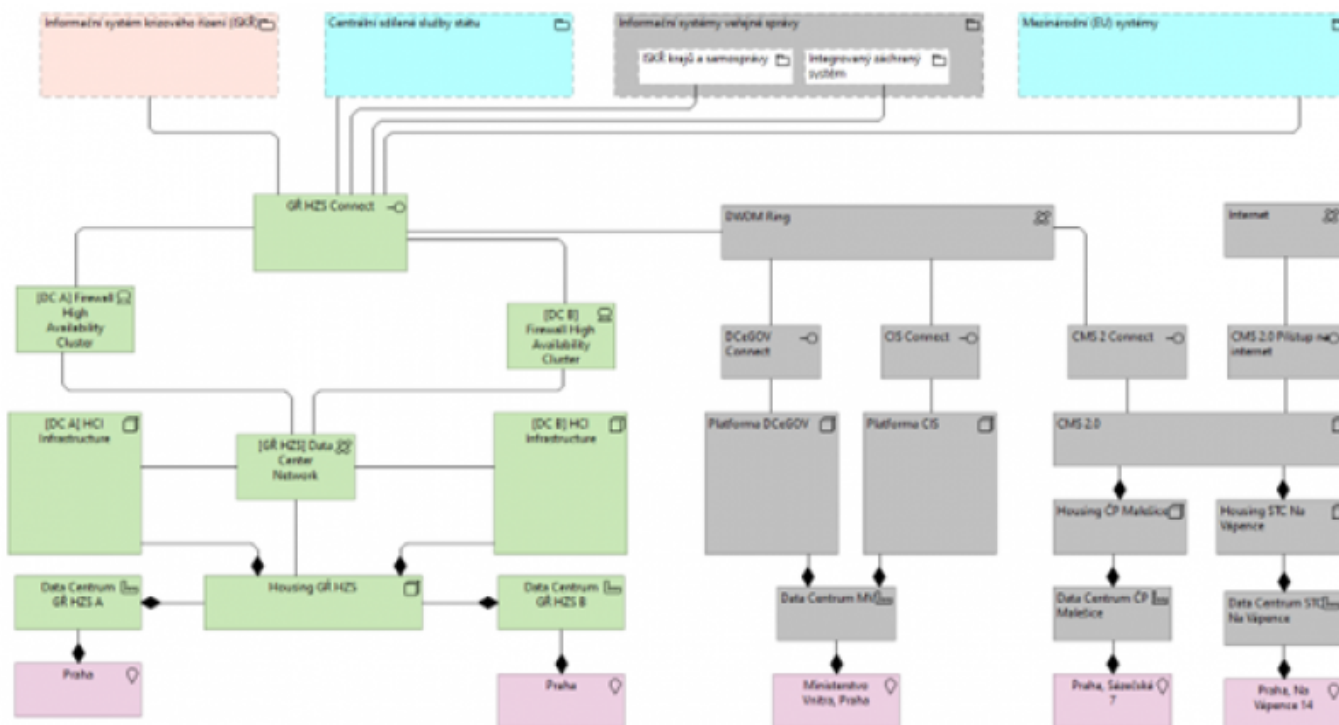 Informační systém krizového řízení (ISKŘ)
Centrální sdílené služby státu
Informační systémy veřejné správy
Mezinárodní (EU) systémy
ISKŘ krajů a samosprávy
Integrovaný záchraný
systém
GŘ HZS Connect
DWDM Ring
Internet
[DC A] Firewall
High
Availability
Cluster
[DC B]
Firewall High
Availability
Cluster
DCeGOV
Connect
CIS Connect
CMS 2 Connect
CMS 2.0 Přístup na
internet
[DC A] HCI
Infrastructure
[GŘ HZS] Data
Center
Network
[DC B] HCI
Infrastructure
Platforma DCeGOV
Platforma CIS
CMS 2.0
Housing ČP Malešice
Housing STC Na
Vápence
Data Centrum
GŘ HZS A
Housing GŘ HZS
Data Centrum
GŘ HZS B
Data Centrum MV
Data Centrum ČP
Malešice
Data Centrum STC
Na Vápence
Praha
Praha
Ministerstvo
Vnitra, Praha
Praha, Sazečská
7
Praha, Na
Vápence 14